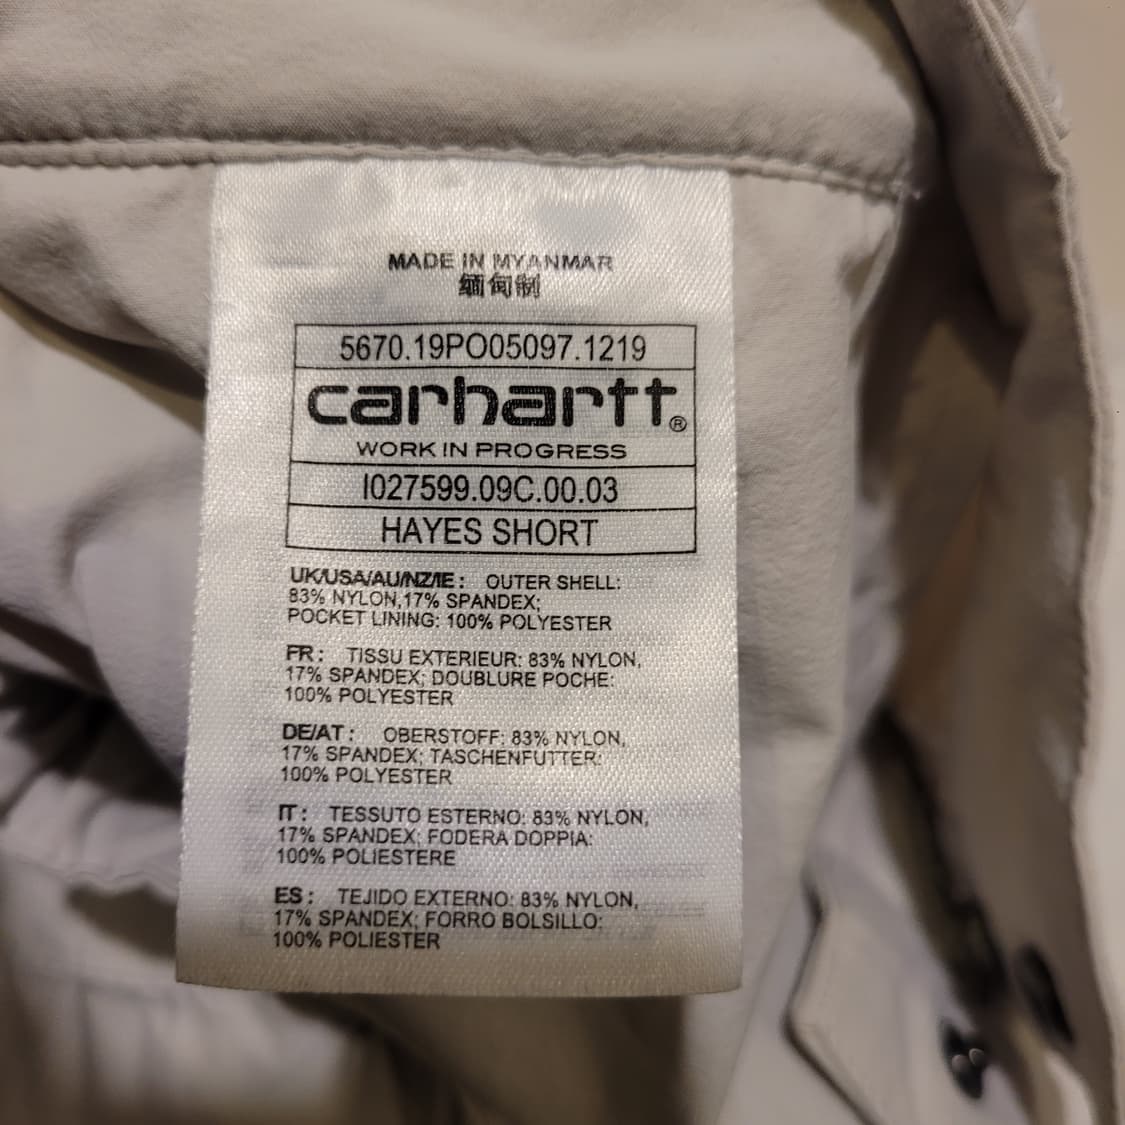 MADE IN MYANMAR
缅甸制
5670.19PO05097.1219
carhartt®
WORK IN PROGRESS
I027599.09C.00.03
HAYES SHORT
UK/USA/AU/NZ/IE: OUTER SHELL:
83% NYLON,17% SPANDEX;
POCKET LINING: 100% POLYESTER
FR: TISSU EXTERIEUR: 83% NYLON,
17% SPANDEX; DOUBLURE POCHE:
100% POLYESTER
DE/AT: OBERSTOFF: 83% NYLON,
17% SPANDEX; TASCHENFUTTER:
100% POLYESTER
IT: TESSUTO ESTERNO: 83% NYLON,
17% SPANDEX; FODERA DOPPIA:
100% POLIESTERE
ES: TEJIDO EXTERNO: 83% NYLON,
17% SPANDEX; FORRO BOLSILLO:
100% POLIESTER